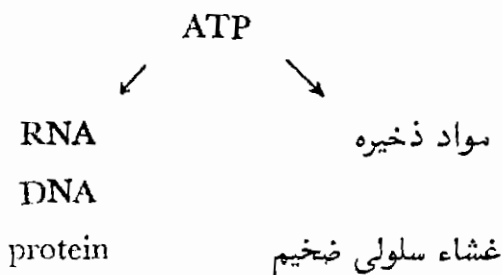 ATP
RNA مواد ذخیره
DNA
protein غشاء سلولی ضخیم